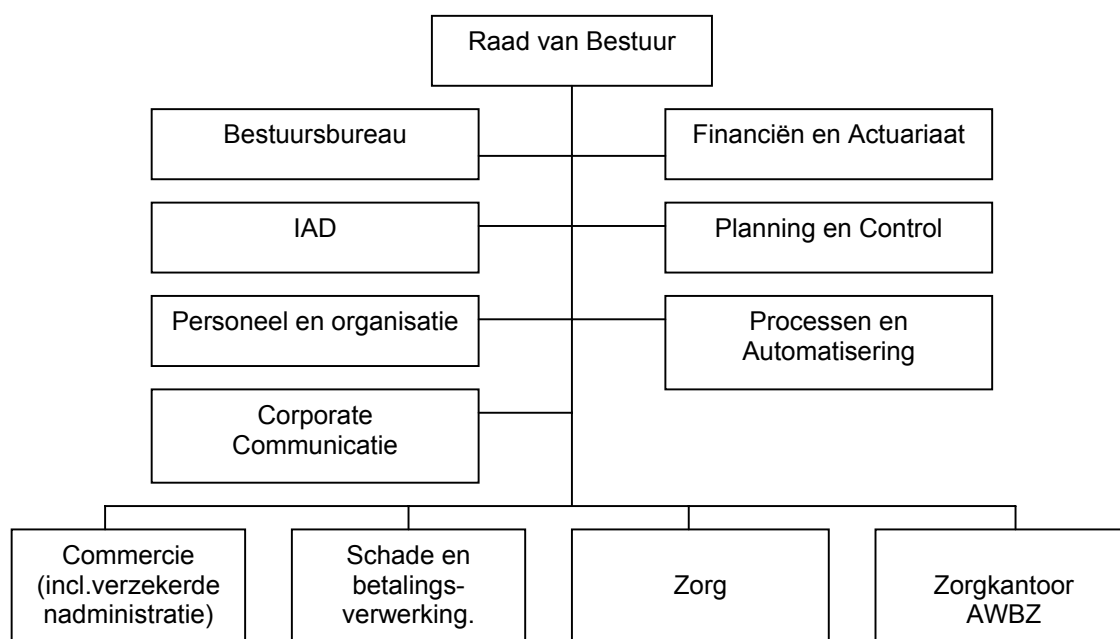 Raad van Bestuur
Bestuursbureau
Financiën en Actuariaat
IAD
Planning en Control
Personeel en organisatie
Processen en
Automatisering
Corporate
Communicatie
Commercie
(incl.verzekerde
nadministratie)
Schade en
betalings-
verwerking.
Zorg
Zorgkantoor
AWBZ